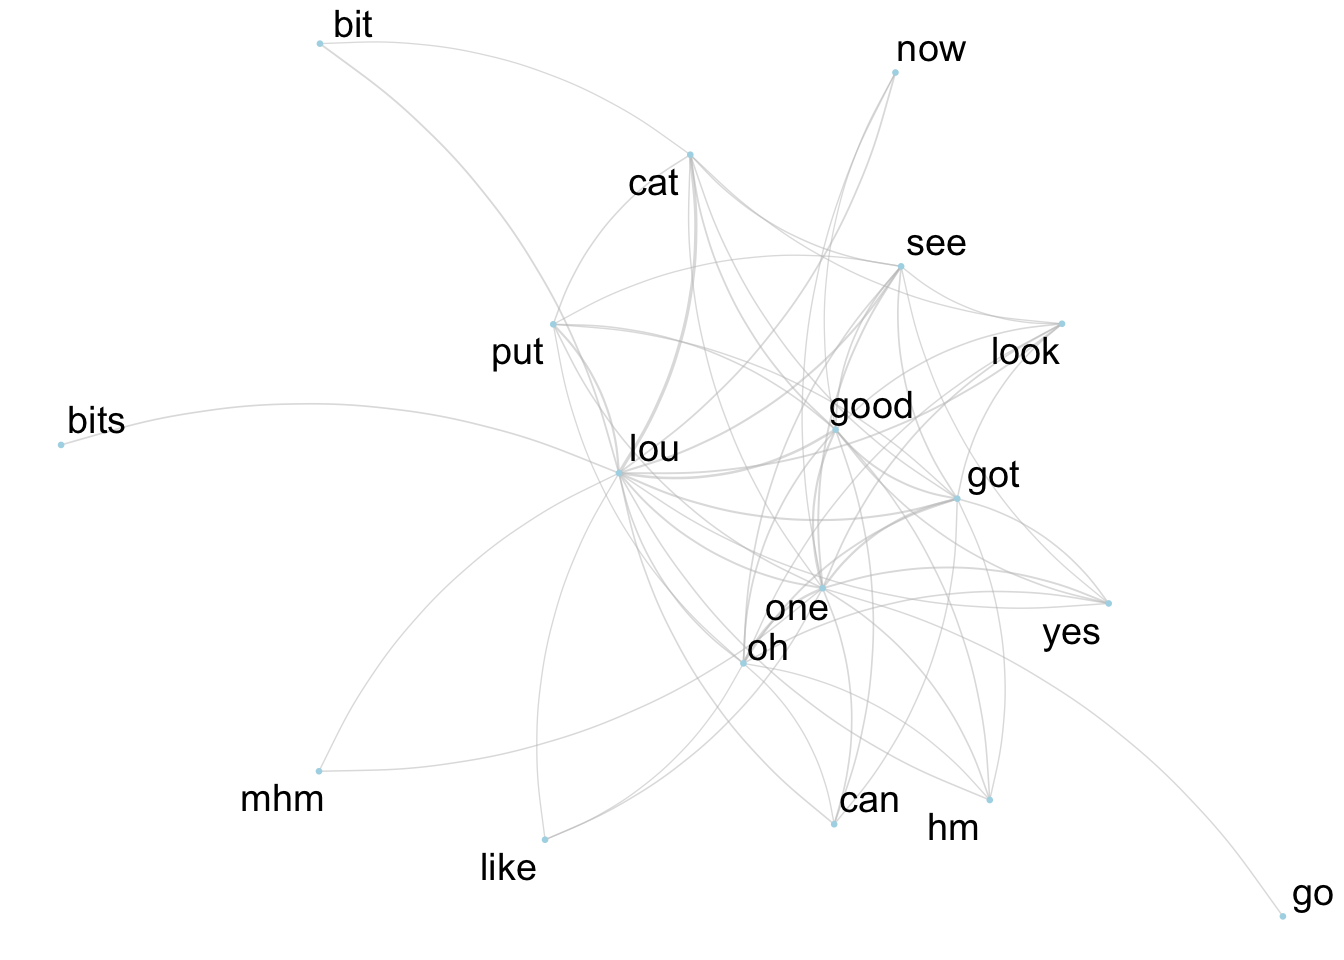 bit
now
cat
see
put
look
good
bits
lou
got
one
yes
oh
mhm
can
hm
like
go